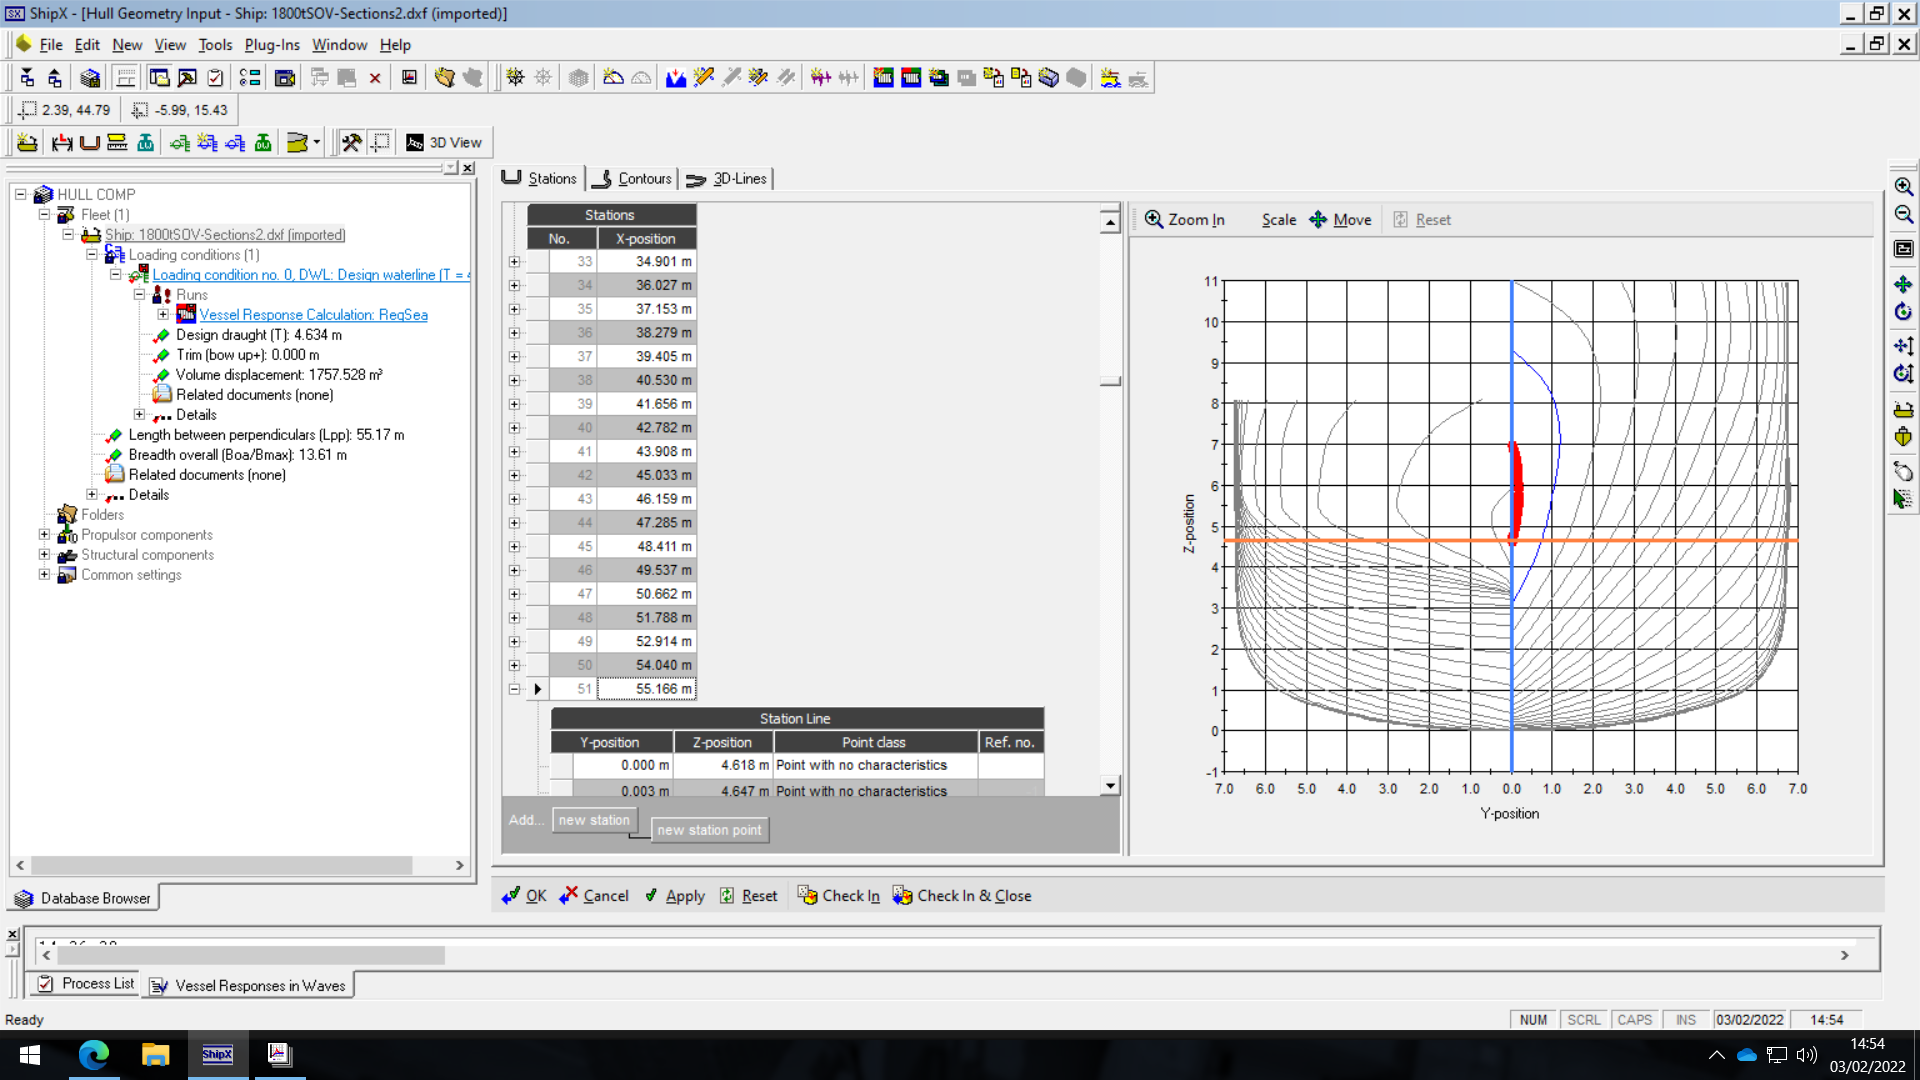 ShipX - [Hull Geometry Input - Ship: 1800tSOV-Sections2.dxf (imported)]
File Edit New View Tools Plug-Ins Window Help
2.39, 44.79 -5.99, 15.43
3D View
HULL COMP
Fleet (1)
Ship: 1800tSOV-Sections2.dxf (imported)
Loading conditions (1)
Loading condition no. 0, DWL: Design waterline (T = 4
Runs
Vessel Response Calculation: RegSea
Design draught (T): 4.634 m
Trim (bow up+): 0.000 m
Volume displacement: 1757.528 m³
Related documents (none)
Details
Length between perpendiculars (Lpp): 55.17 m
Breadth overall (Boa/Bmax): 13.61 m
Related documents (none)
Details
Folders
Propulsor components
Structural components
Common settings
Database Browser
Stations Contours 3D-Lines
Stations
No. X-position
33 34.901 m
34 36.027 m
35 37.153 m
36 38.279 m
37 39.405 m
38 40.530 m
39 41.656 m
40 42.782 m
41 43.908 m
42 45.033 m
43 46.159 m
44 47.285 m
45 48.411 m
46 49.537 m
47 50.662 m
48 51.788 m
49 52.914 m
50 54.040 m
51 55.166 m
Station Line
Y-position Z-position Point class Ref. no.
0.000 m 4.618 m Point with no characteristics
0.003 m 4.647 m Point with no characteristics
Add... new station
new station point
Zoom In Scale Move Reset
11
10
9
8
7
6
5
4
3
2
1
0
-1
Z-position
7.0 6.0 5.0 4.0 3.0 2.0 1.0 0.0 1.0 2.0 3.0 4.0 5.0 6.0 7.0
Y-position
OK Cancel Apply Reset Check In Check In & Close
Process List Vessel Responses in Waves
Ready
NUM SCRL CAPS INS 03/02/2022 14:54
ShipX
14:54
03/02/2022